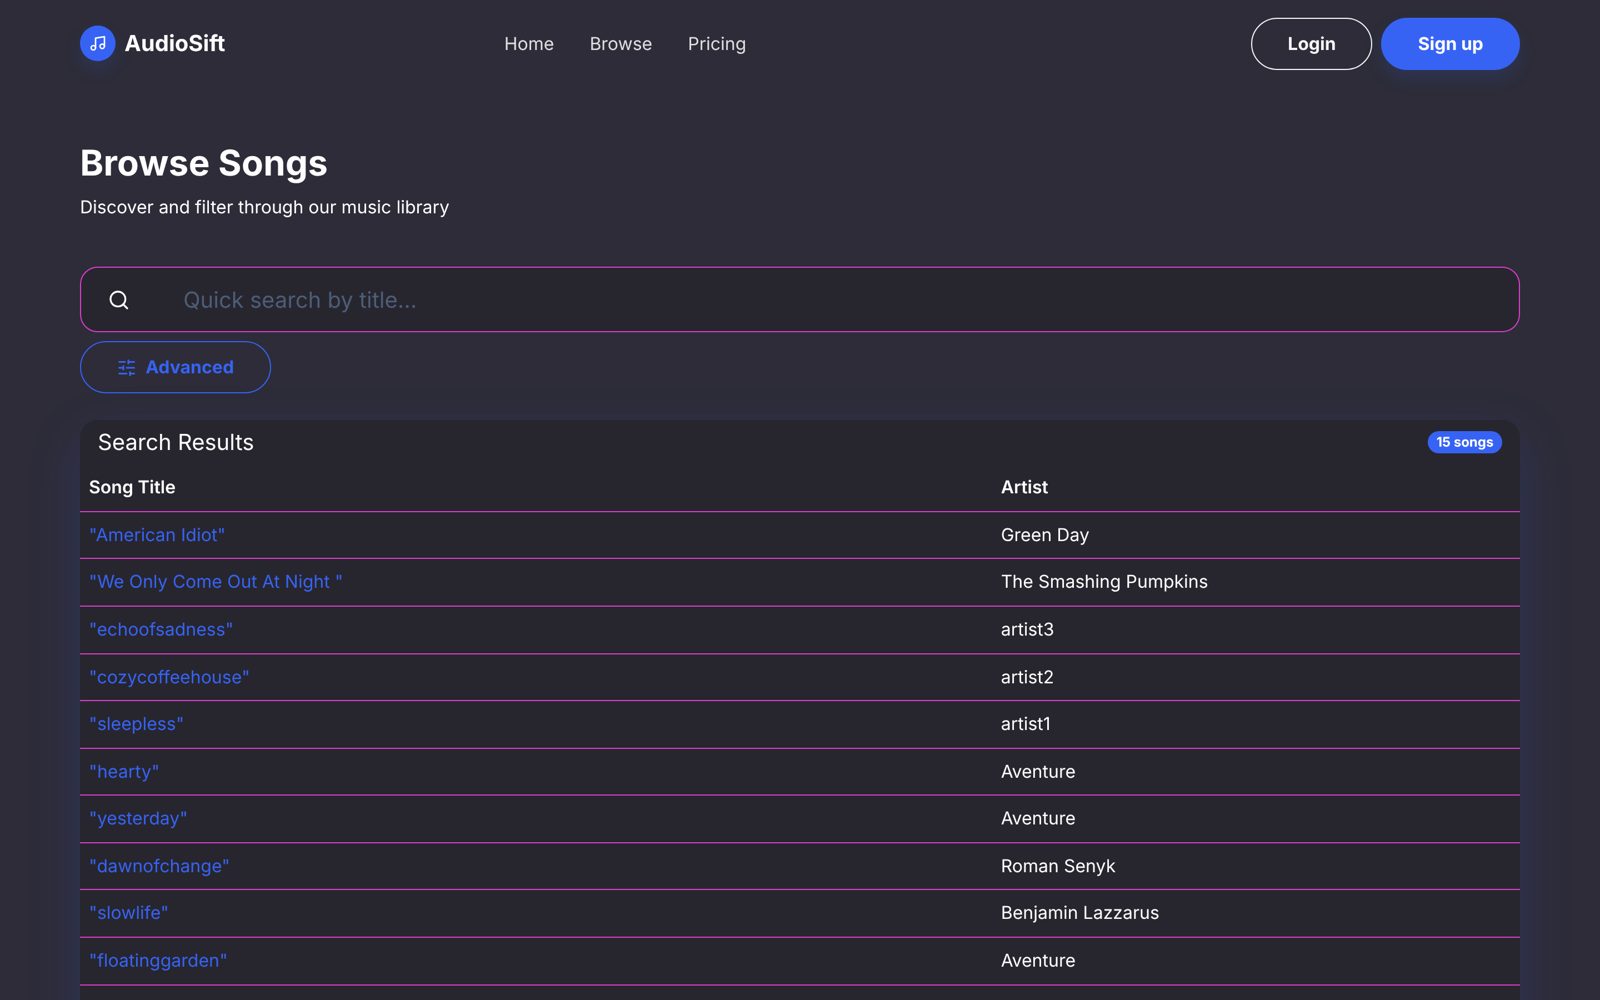 AudioSift
Home Browse Pricing
Login
Sign up
Browse Songs
Discover and filter through our music library
Quick search by title...
Advanced
Search Results
15 songs
Song Title Artist
"American Idiot" Green Day
"We Only Come Out At Night " The Smashing Pumpkins
"echoofsadness" artist3
"cozycoffeehouse" artist2
"sleepless" artist1
"hearty" Aventure
"yesterday" Aventure
"dawnofchange" Roman Senyk
"slowlife" Benjamin Lazzarus
"floatinggarden" Aventure